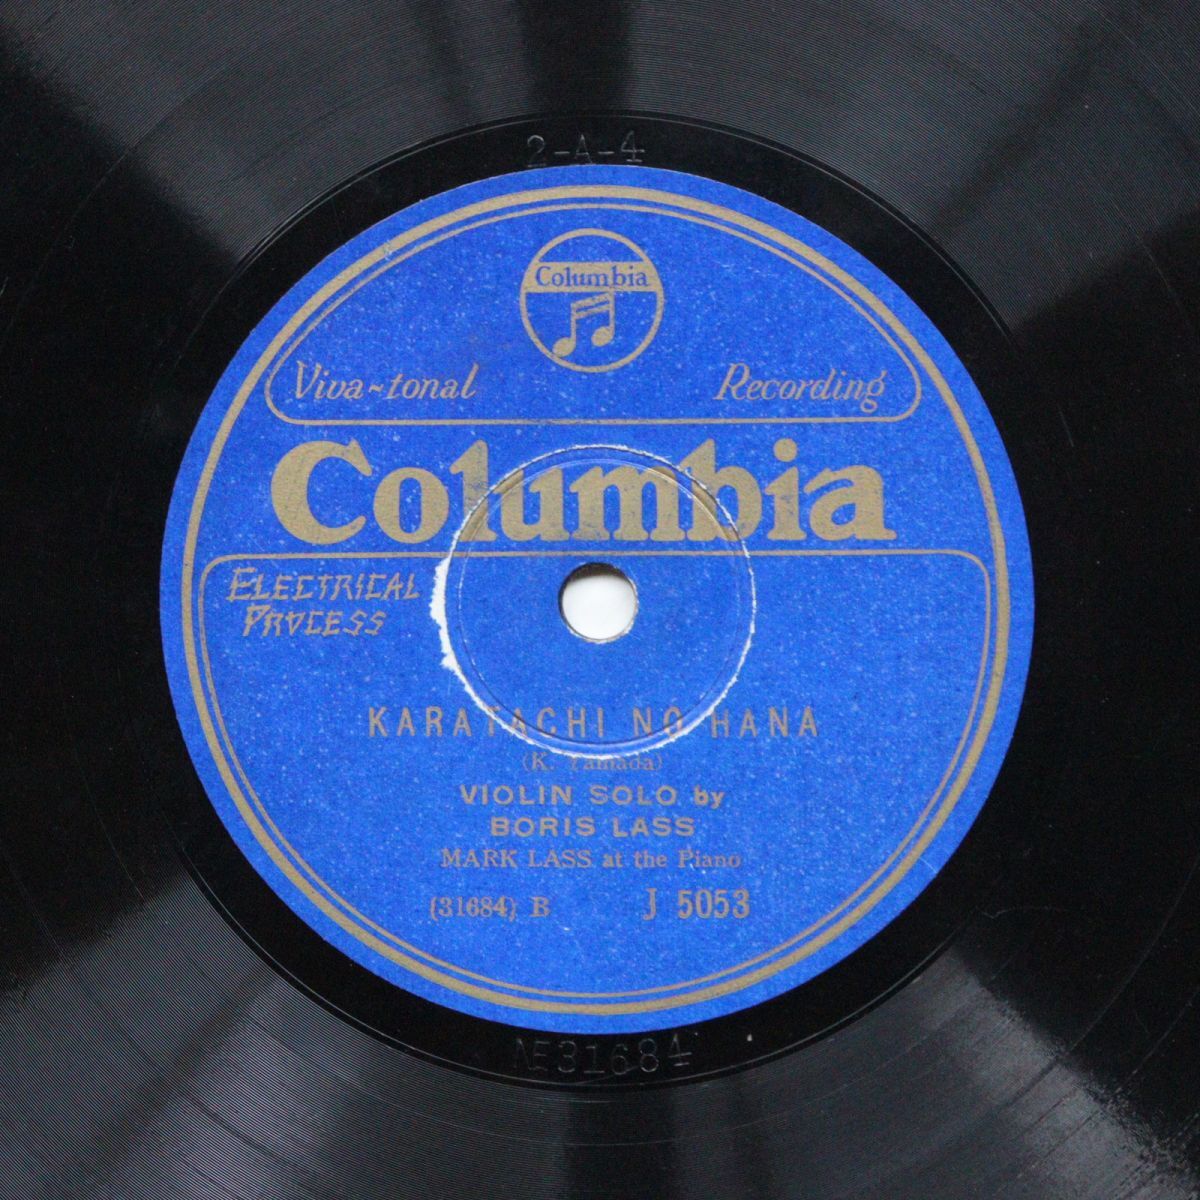 2-A-4
Columbia
Viva~tonal Recording
Columbia
ELECTRICAL
PROCESS
KARATACHI NO HANA
(K. Yamada)
VIOLIN SOLO by
BORIS LASS
MARK LASS at the Piano
(31684) B J 5053
NE31684